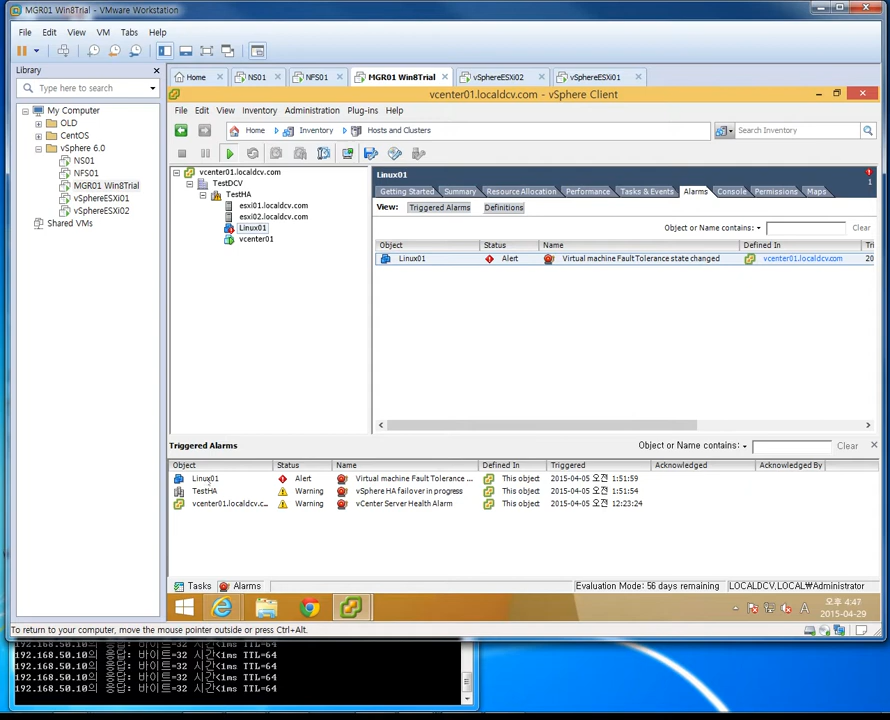 MGR01 Win8Trial - VMware Workstation
File Edit View VM Tabs Help
Library
Type here to search
My Computer
OLD
CentOS
vSphere 6.0
NS01
NFS01
MGR01 Win8Trial
vSphereESXi01
vSphereESXi02
Shared VMs
Home NS01 NFS01 MGR01 Win8Trial vSphereESXi02 vSphereESXi01
vcenter01.localdcv.com - vSphere Client
File Edit View Inventory Administration Plug-ins Help
Home Inventory Hosts and Clusters Search Inventory
vcenter01.localdcv.com
TestDCV
TestHA
esxi01.localdcv.com
esxi02.localdcv.com
Linux01
vcenter01
Linux01
1
Getting Started Summary Resource Allocation Performance Tasks & Events Alarms Console Permissions Maps
View: Triggered Alarms Definitions
Object or Name contains: Clear
Object Status Name Defined In Tri
Linux01 Alert Virtual machine Fault Tolerance state changed vcenter01.localdcv.com 20
Triggered Alarms
Object or Name contains: Clear
Object Status Name Defined In Triggered Acknowledged Acknowledged By
Linux01 Alert Virtual machine Fault Tolerance ... This object 2015-04-05 오전 1:51:59
TestHA Warning vSphere HA failover in progress This object 2015-04-05 오전 1:51:54
vcenter01.localdcv.c... Warning vCenter Server Health Alarm This object 2015-04-05 오전 12:23:24
Tasks Alarms
Evaluation Mode: 56 days remaining LOCALDCV,LOCAL₩Administrator
A
오후 4:47
2015-04-29
To return to your computer, move the mouse pointer outside or press Ctrl+Alt.
192.168.50.10의 응답: 바이트=32 시간<1ms TTL=64
192.168.50.10의 응답: 바이트=32 시간<1ms TTL=64
192.168.50.10의 응답: 바이트=32 시간<1ms TTL=64
192.168.50.10의 응답: 바이트=32 시간<1ms TTL=64